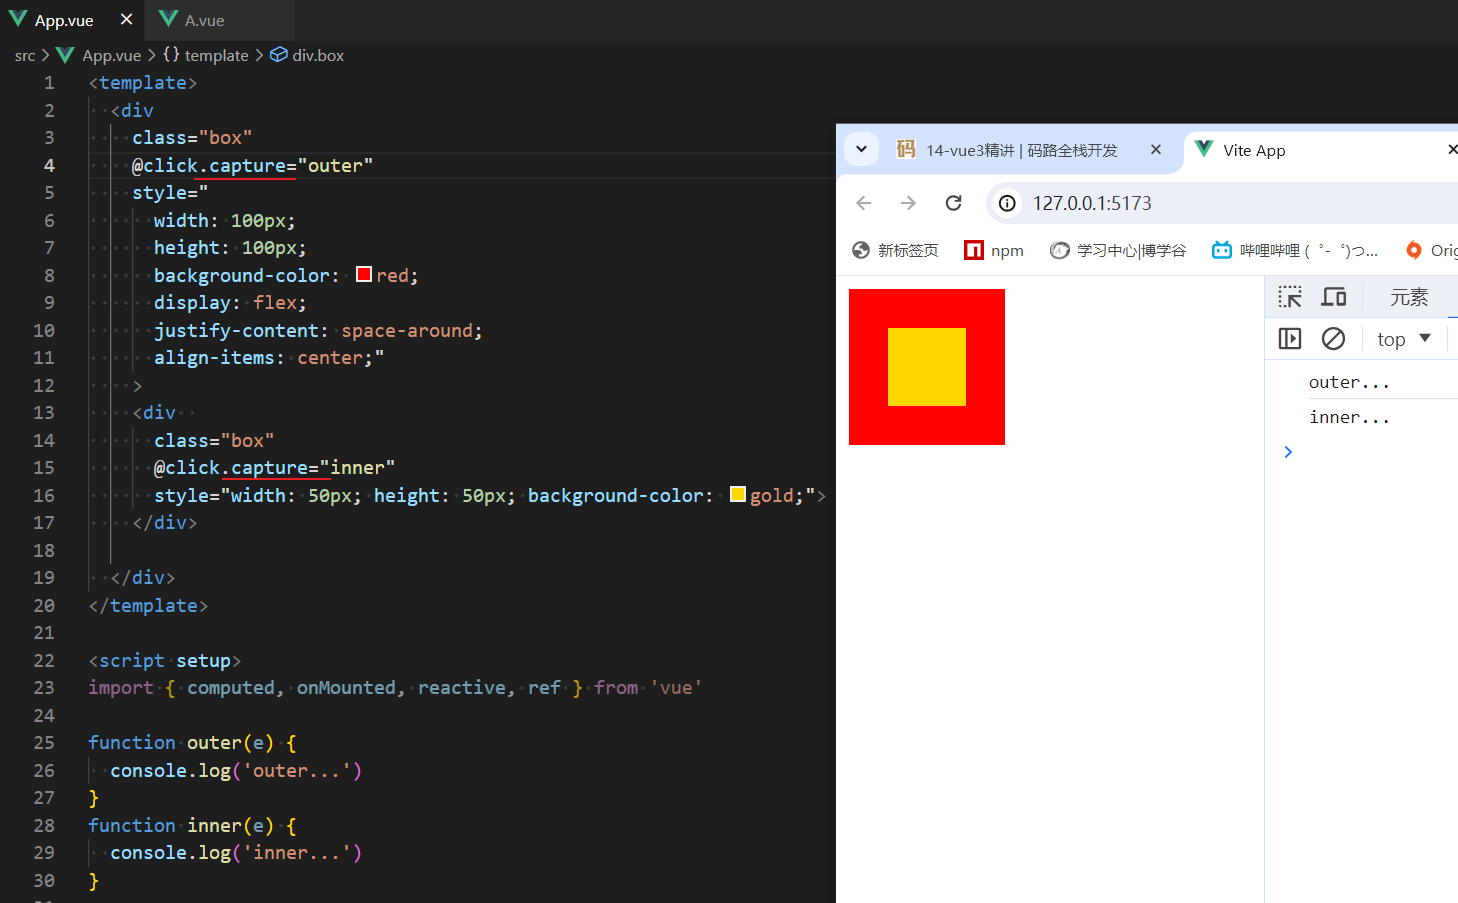 App.vue
A.vue
src > App.vue > {} template > div.box
1 <template>
2 <div
3 class="box"
4 @click.capture="outer"
5 style="
6 width: 100px;
7 height: 100px;
8 background-color: red;
9 display: flex;
10 justify-content: space-around;
11 align-items: center;"
12 >
13 <div
14 class="box"
15 @click.capture="inner"
16 style="width: 50px; height: 50px; background-color: gold;">
17 </div>
18
19 </div>
20 </template>
21
22 <script setup>
23 import { computed, onMounted, reactive, ref } from 'vue'
24
25 function outer(e) {
26 console.log('outer...')
27 }
28 function inner(e) {
29 console.log('inner...')
30 }
码 14-vue3精讲 | 码路全栈开发
Vite App
127.0.0.1:5173
新标签页
npm
学习中心|博学谷
哔哩哔哩 ( ゜- ゜)つ...
元素
top
outer...
inner...